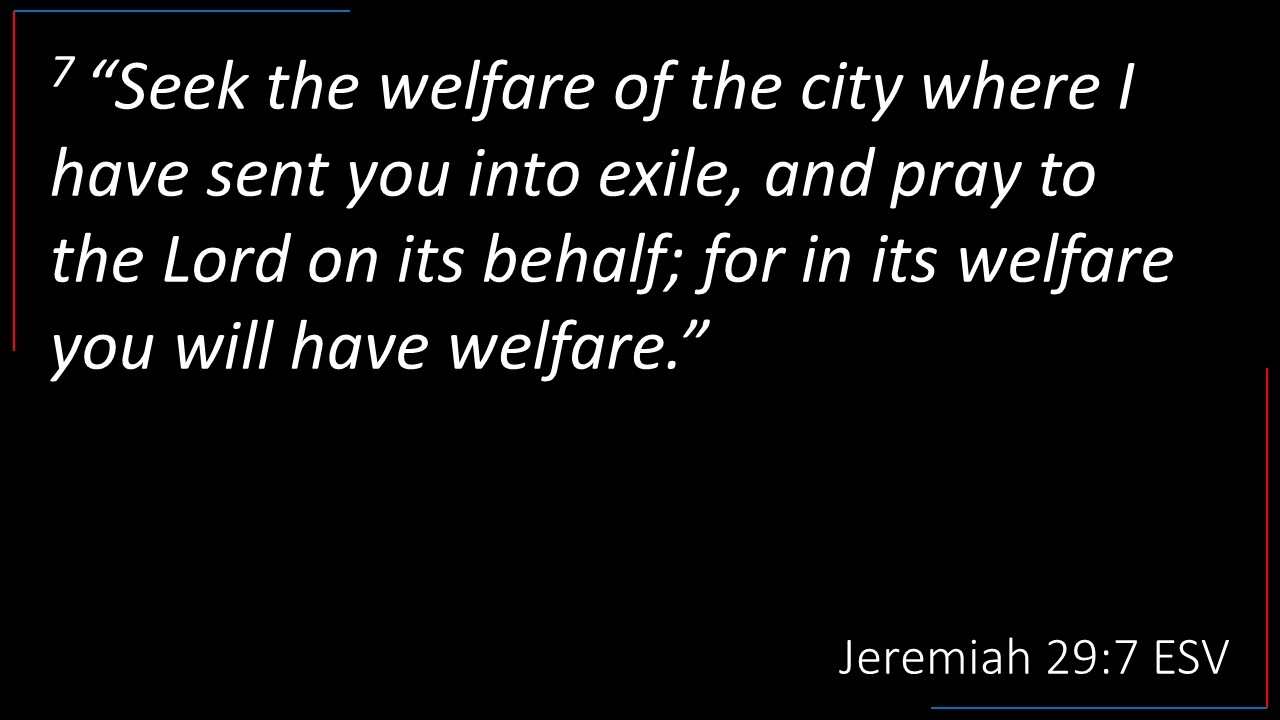 7 “Seek the welfare of the city where I
have sent you into exile, and pray to
the Lord on its behalf; for in its welfare
you will have welfare.”
Jeremiah 29:7 ESV